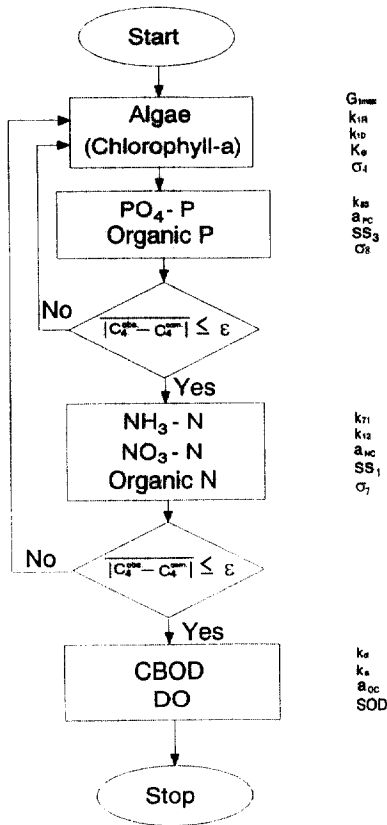 Start
Algae
(Chlorophyll-a)
G1max
k1R
k1D
Ke
σ4
PO4 - P
Organic P
k83
aPC
SS3
σ8
No
|C4obs − C4com| ≤ ε
Yes
NH3 - N
NO3 - N
Organic N
k71
k12
aNC
SS1
σ7
No
|C4obs − C4com| ≤ ε
Yes
CBOD
DO
kd
ka
aOC
SOD
Stop